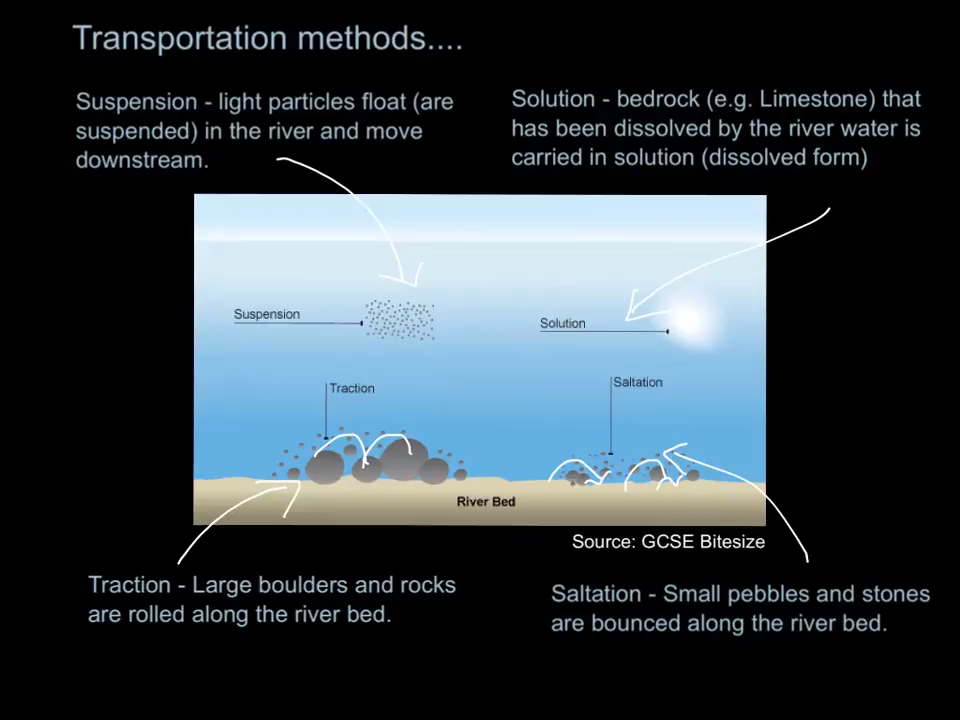 Transportation methods....
Suspension - light particles float (are
suspended) in the river and move
downstream.
Solution - bedrock (e.g. Limestone) that
has been dissolved by the river water is
carried in solution (dissolved form)
Suspension
Solution
Traction
Saltation
River Bed
Source: GCSE Bitesize
Traction - Large boulders and rocks
are rolled along the river bed.
Saltation - Small pebbles and stones
are bounced along the river bed.